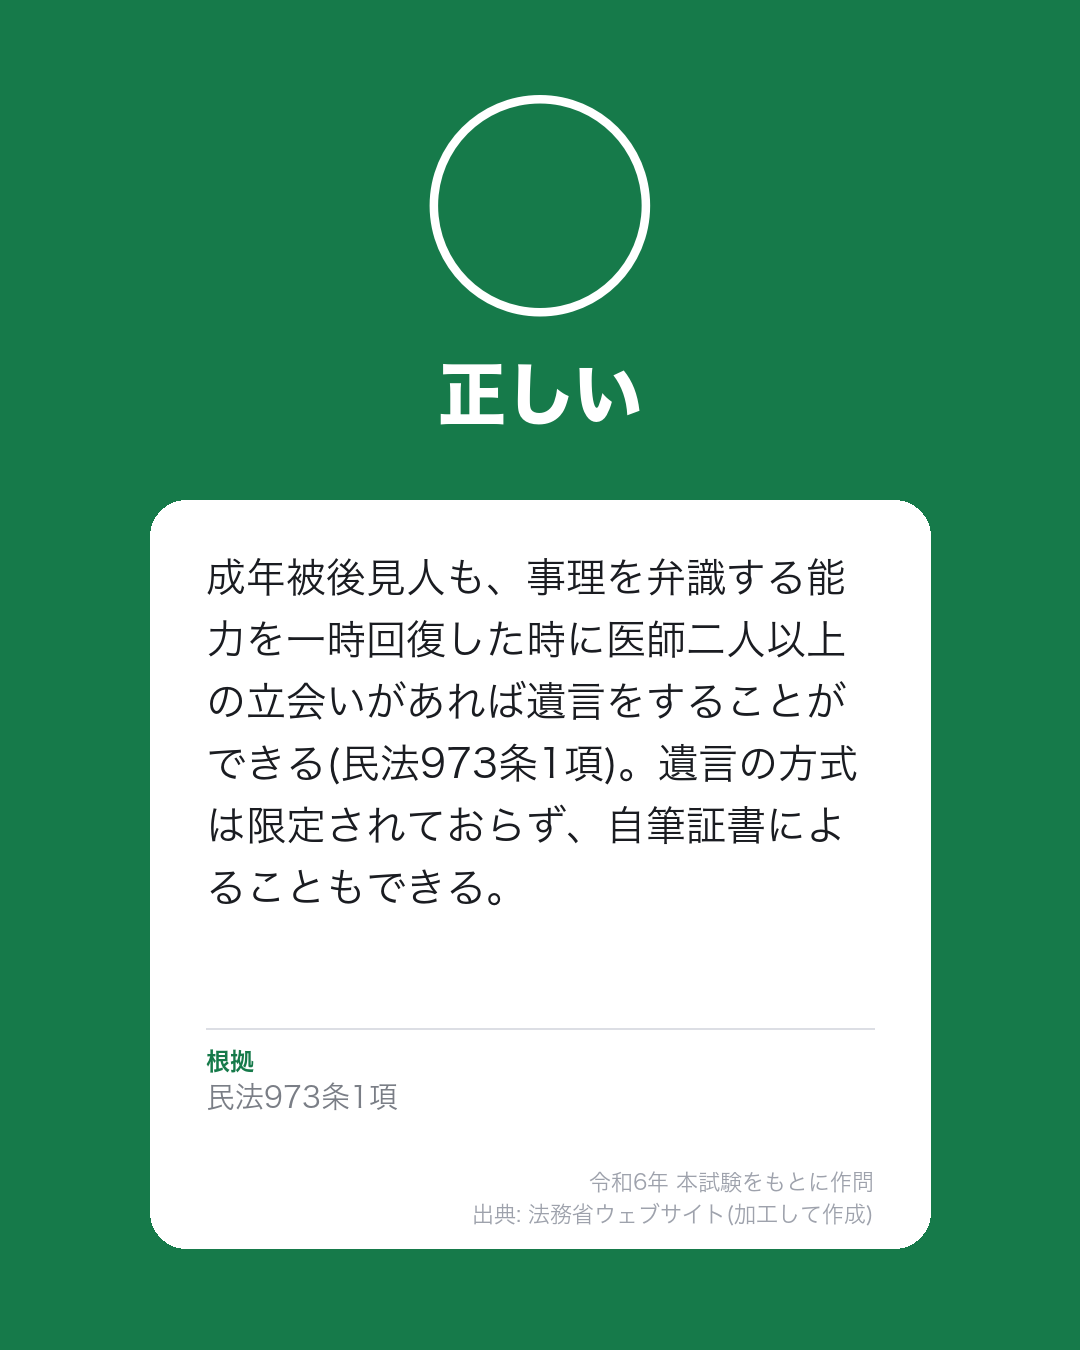 正しい
成年被後見人も、事理を弁識する能
力を一時回復した時に医師二人以上
の立会いがあれば遺言をすることが
できる(民法973条1項)。遺言の方式
は限定されておらず、自筆証書によ
ることもできる。
根拠
民法973条1項
令和6年 本試験をもとに作問
出典: 法務省ウェブサイト(加工して作成)